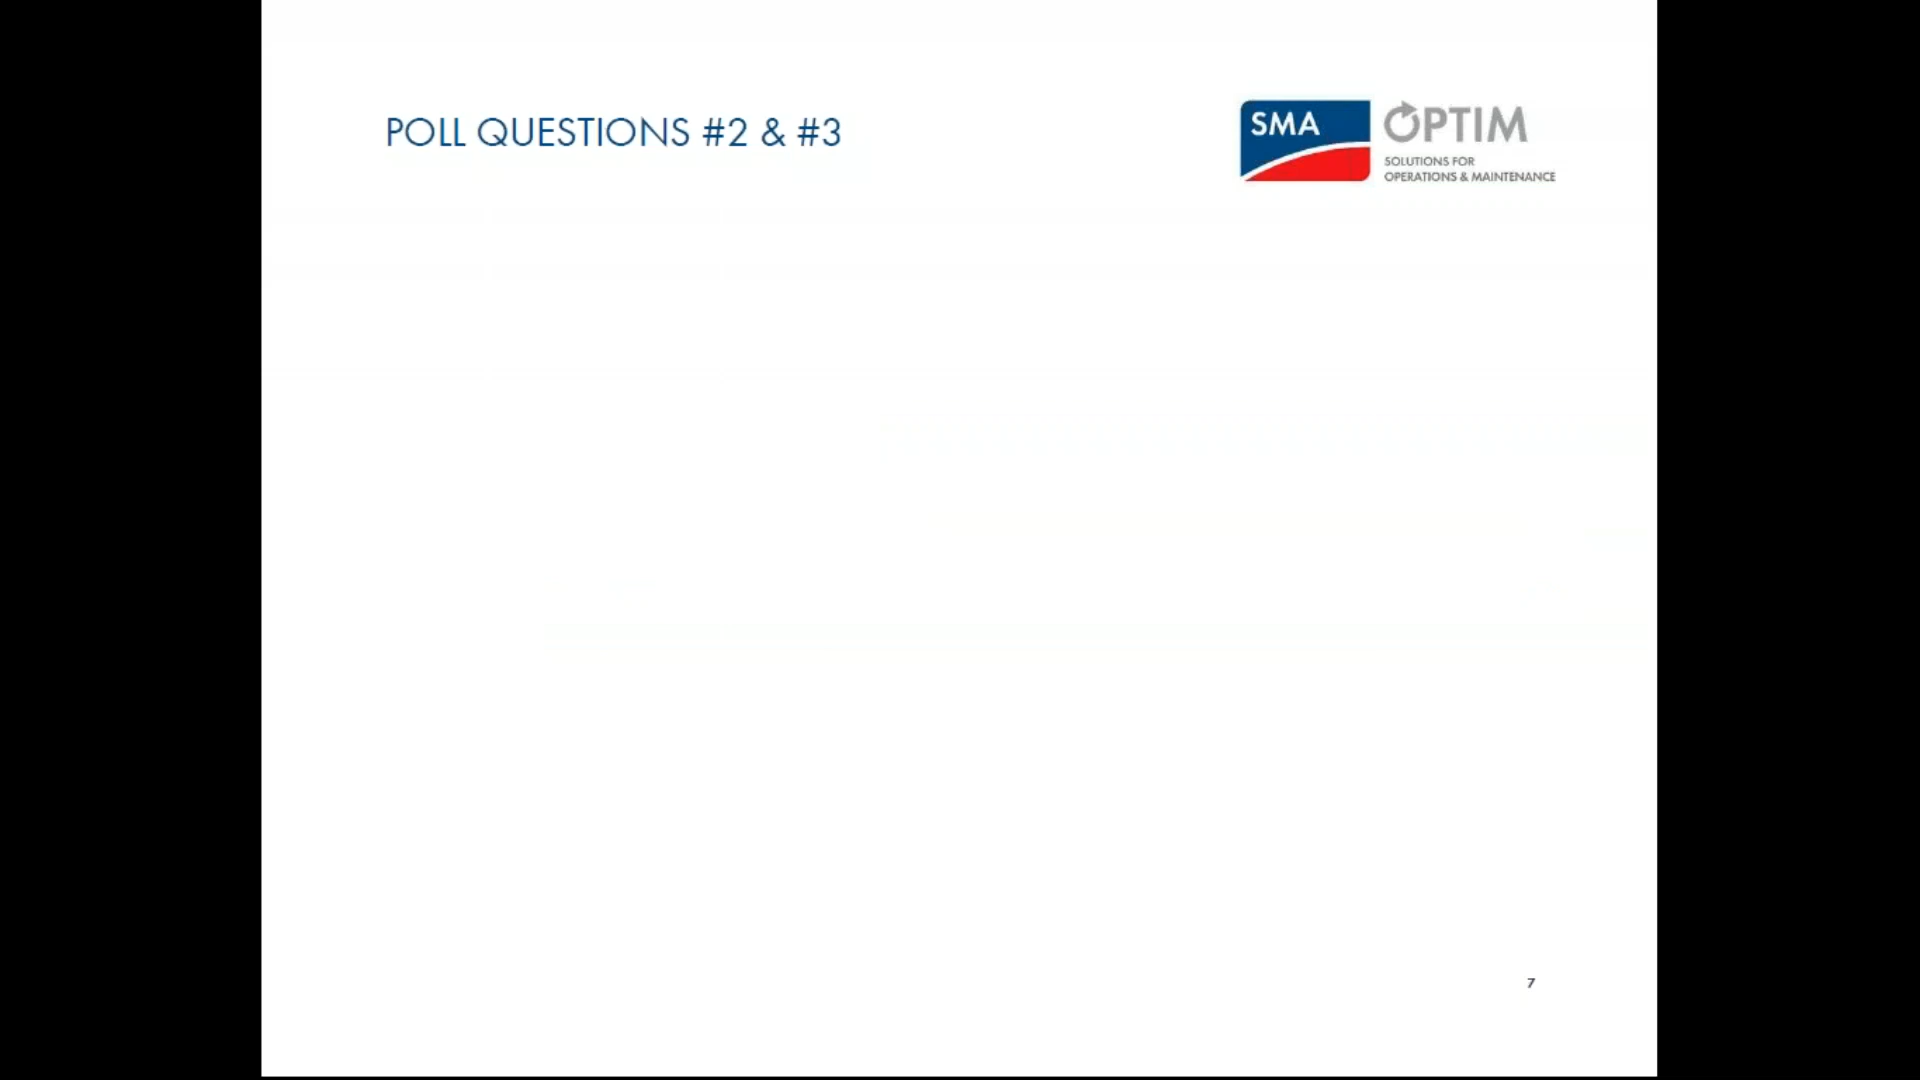 POLL QUESTIONS #2 & #3
SMA
OPTIM
SOLUTIONS FOR
OPERATIONS & MAINTENANCE
7